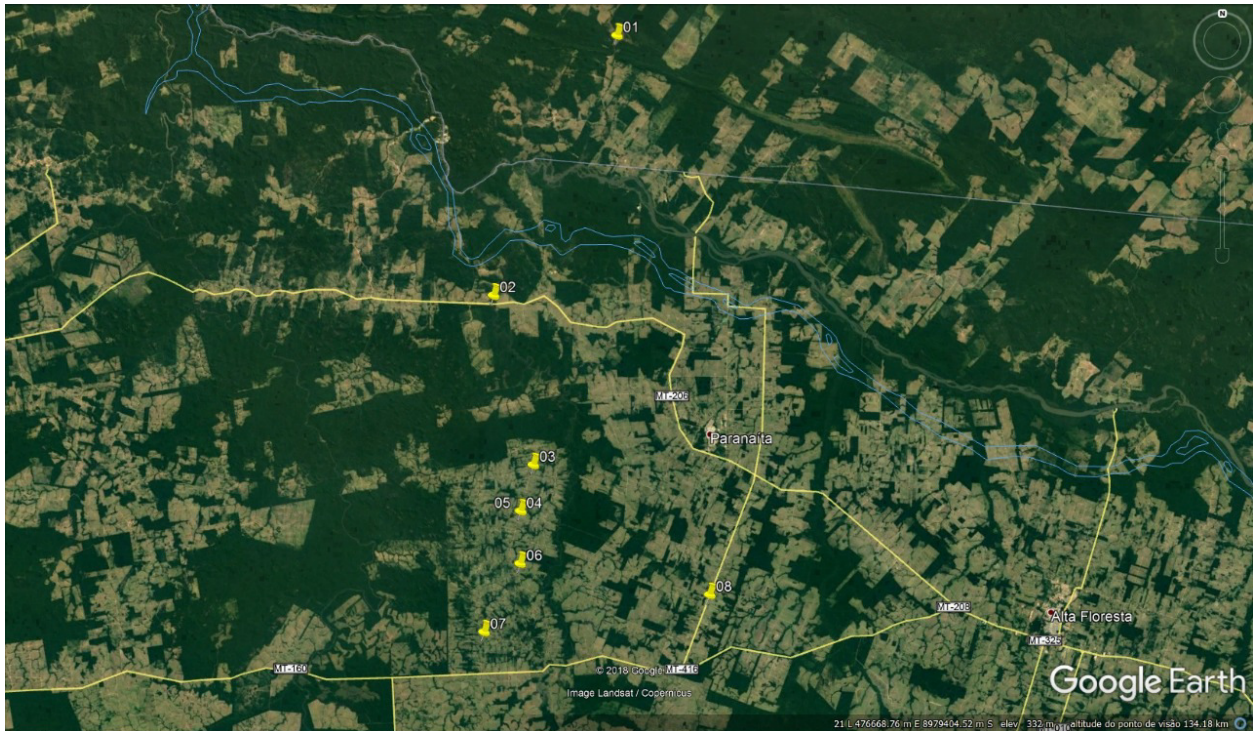 N
01
02
MT-206
Paranaita
03
05 04
06
08
07
MT-208
Alta Floresta
MT-325
MT-160
© 2018 Google
MT-416
Image Landsat / Copernicus
Google Earth
21 L 476668.76 m E 8979404.52 m S elev 332 m altitude do ponto de visão 134.18 km